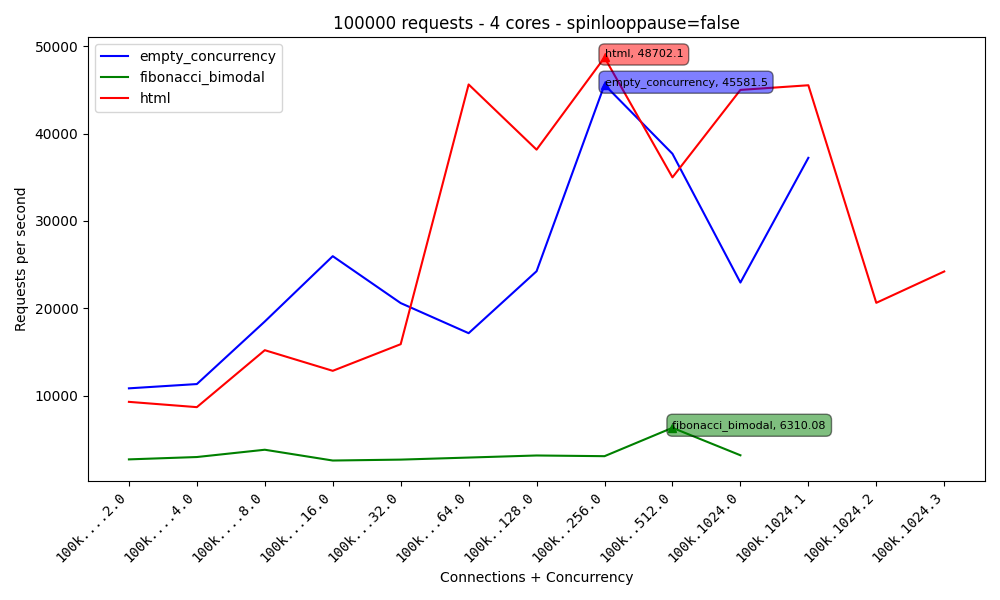 100000 requests - 4 cores - spinlooppause=false
empty_concurrency
fibonacci_bimodal
html
html, 48702.1
empty_concurrency, 45581.5
fibonacci_bimodal, 6310.08
Requests per second
50000
40000
30000
20000
10000
100k....2.0
100k....4.0
100k....8.0
100k...16.0
100k...32.0
100k...64.0
100k..128.0
100k..256.0
100k..512.0
100k.1024.0
100k.1024.1
100k.1024.2
100k.1024.3
Connections + Concurrency